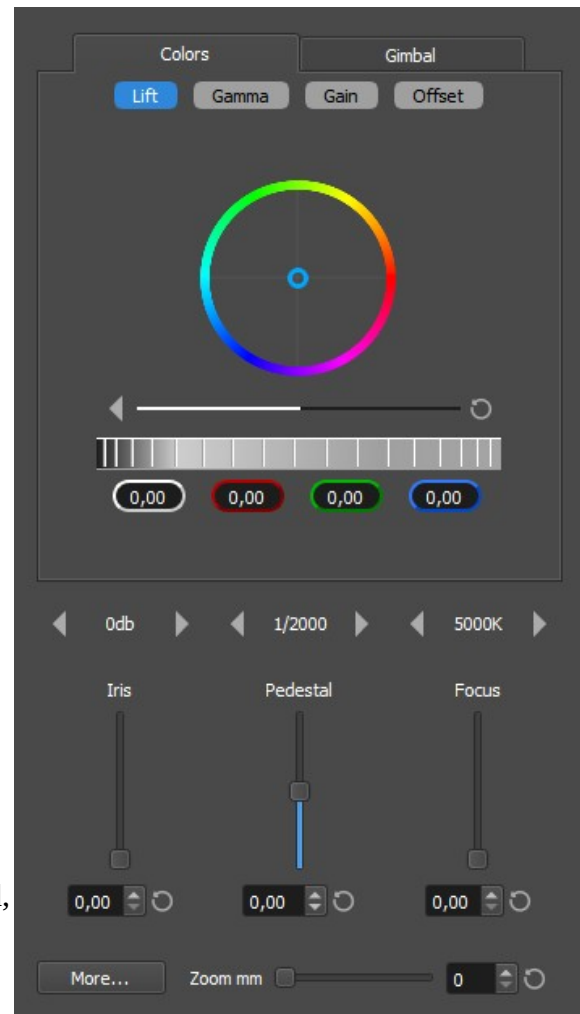 Colors Gimbal
Lift Gamma Gain Offset
0,00 0,00 0,00 0,00
0db 1/2000 5000K
Iris Pedestal Focus
0,00 0,00 0,00
More... Zoom mm 0